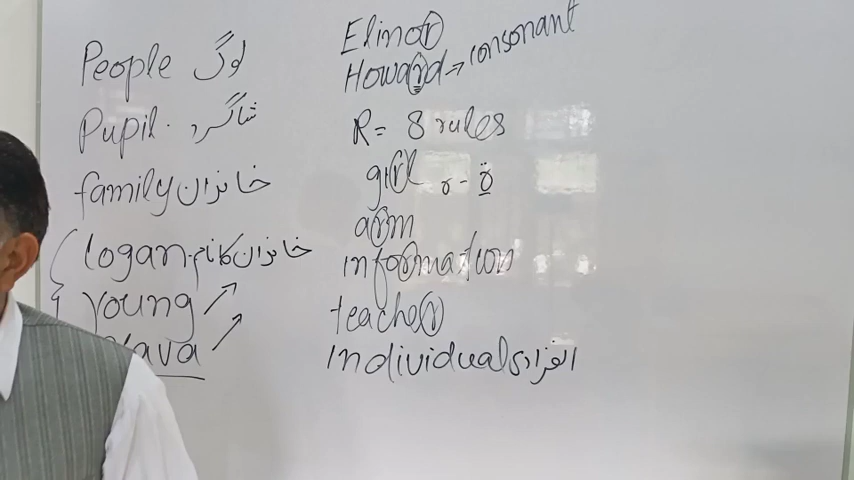 People لوگ
Pupil. شاگرد
family خاندان
Logan. خاندان کا نام
Young
Elinor
Howard → consonant
R = 8 rules
girl
arm
information
teacher
individual انفرادی